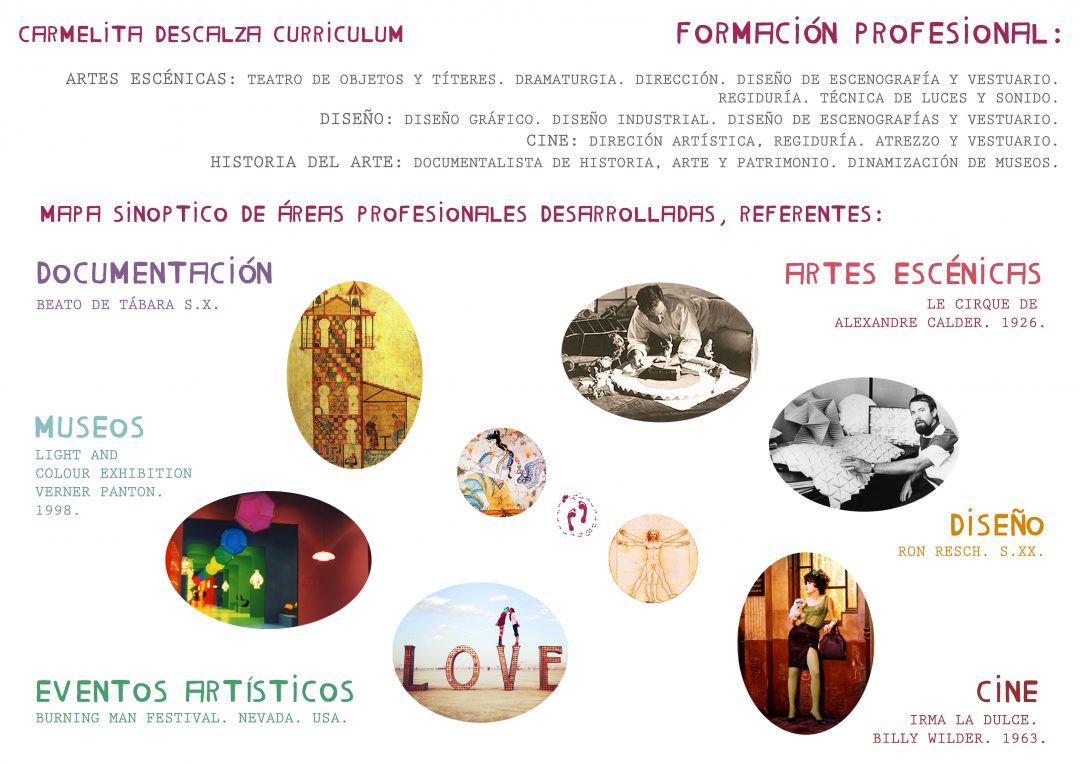 CARMELITA DESCALZA CURRICULUM
FORMACIÓN PROFESIONAL:
ARTES ESCÉNICAS: TEATRO DE OBJETOS Y TÍTERES. DRAMATURGIA. DIRECCIÓN. DISEÑO DE ESCENOGRAFÍA Y VESTUARIO.
REGIDURÍA. TÉCNICA DE LUCES Y SONIDO.
DISEÑO: DISEÑO GRÁFICO. DISEÑO INDUSTRIAL. DISEÑO DE ESCENOGRAFÍAS Y VESTUARIO.
CINE: DIRECIÓN ARTÍSTICA, REGIDURÍA. ATREZZO Y VESTUARIO.
HISTORIA DEL ARTE: DOCUMENTALISTA DE HISTORIA, ARTE Y PATRIMONIO. DINAMIZACIÓN DE MUSEOS.
MAPA SINOPTICO DE ÁREAS PROFESIONALES DESARROLLADAS, REFERENTES:
DOCUMENTACIÓN
BEATO DE TÁBARA S.X.
ARTES ESCÉNICAS
LE CIRQUE DE
ALEXANDRE CALDER. 1926.
MUSEOS
LIGHT AND
COLOUR EXHIBITION
VERNER PANTON.
1998.
DISEÑO
RON RESCH. S.XX.
LOVE
EVENTOS ARTÍSTICOS
BURNING MAN FESTIVAL. NEVADA. USA.
CINE
IRMA LA DULCE.
BILLY WILDER. 1963.